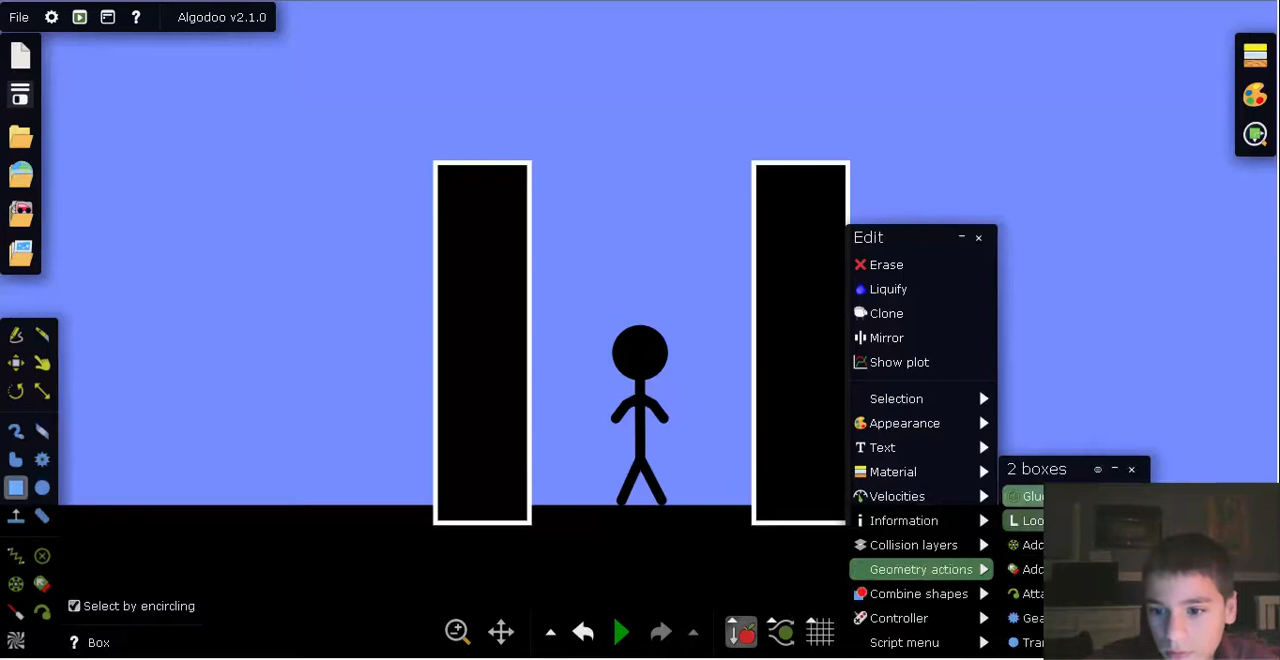 File
? Algodoo v2.1.0
Edit
Erase
Liquify
Clone
Mirror
Show plot
Selection
Appearance
T Text
Material
Velocities
Information
Collision layers
Geometry actions
Combine shapes
Controller
Script menu
2 boxes
Select by encircling
? Box